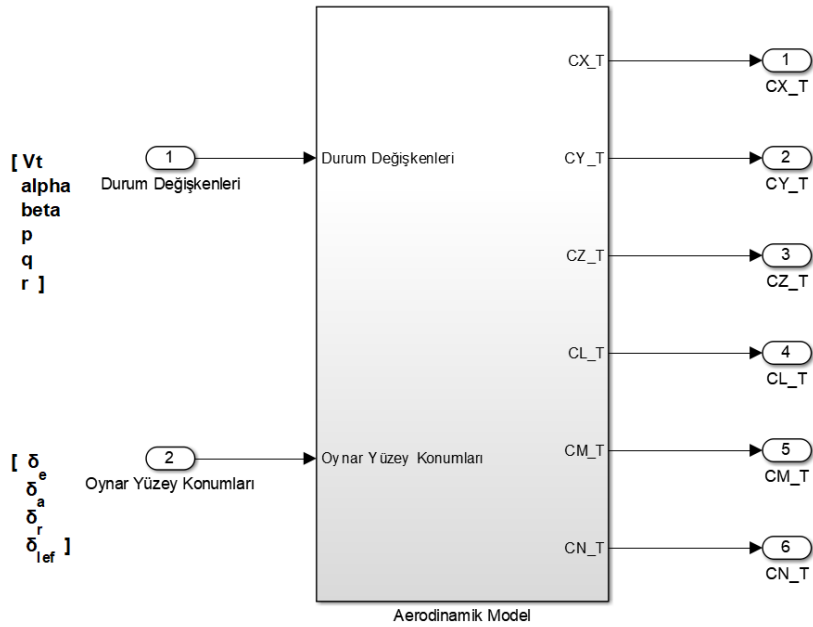 CX_T
1
CX_T
[ Vt
alpha
beta
p
q
r ]
1
Durum Değişkenleri
Durum Değişkenleri
CY_T
2
CY_T
CZ_T
3
CZ_T
CL_T
4
CL_T
[ δe
δa
δr
δlef ]
2
Oynar Yüzey Konumları
Oynar Yüzey Konumları
CM_T
5
CM_T
CN_T
6
CN_T
Aerodinamik Model